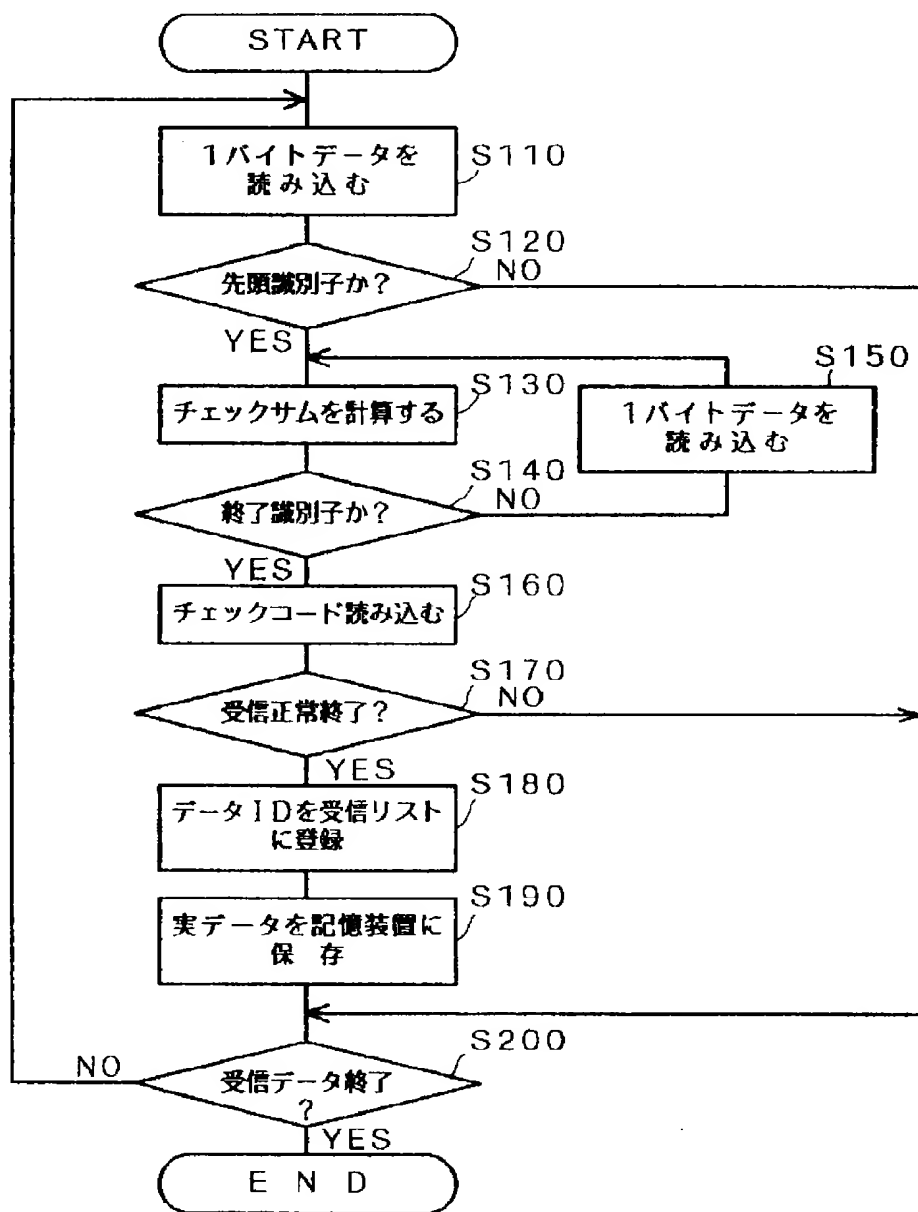 START
1バイトデータを
読み込む
S110
先頭識別子か?
S120
NO
YES
チェックサムを計算する
S130
1バイトデータを
読み込む
S150
終了識別子か?
S140
NO
YES
チェックコード読み込む
S160
受信正常終了?
S170
NO
YES
データIDを受信リスト
に登録
S180
実データを記憶装置に
保存
S190
受信データ終了
?
S200
NO
YES
END